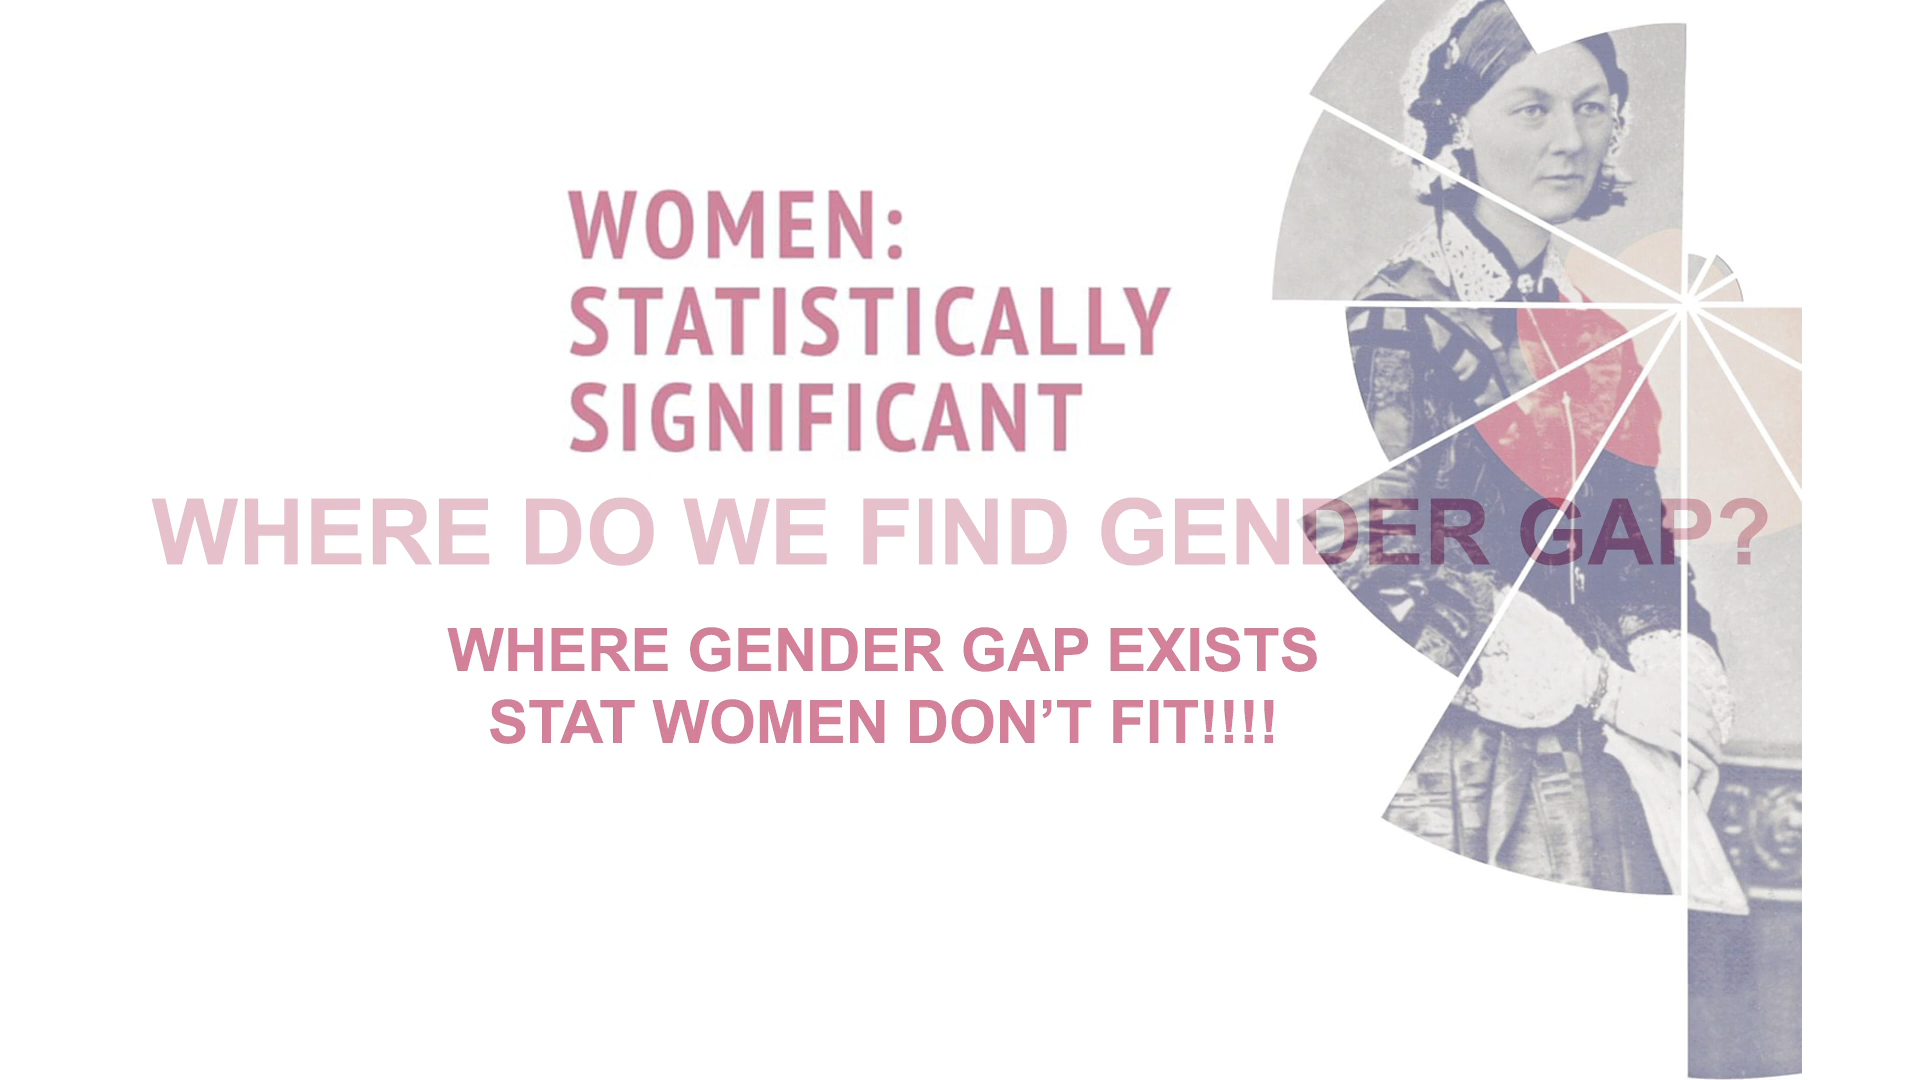 WOMEN:
STATISTICALLY
SIGNIFICANT
WHERE DO WE FIND GENDER GAP?
WHERE GENDER GAP EXISTS
STAT WOMEN DON’T FIT!!!!